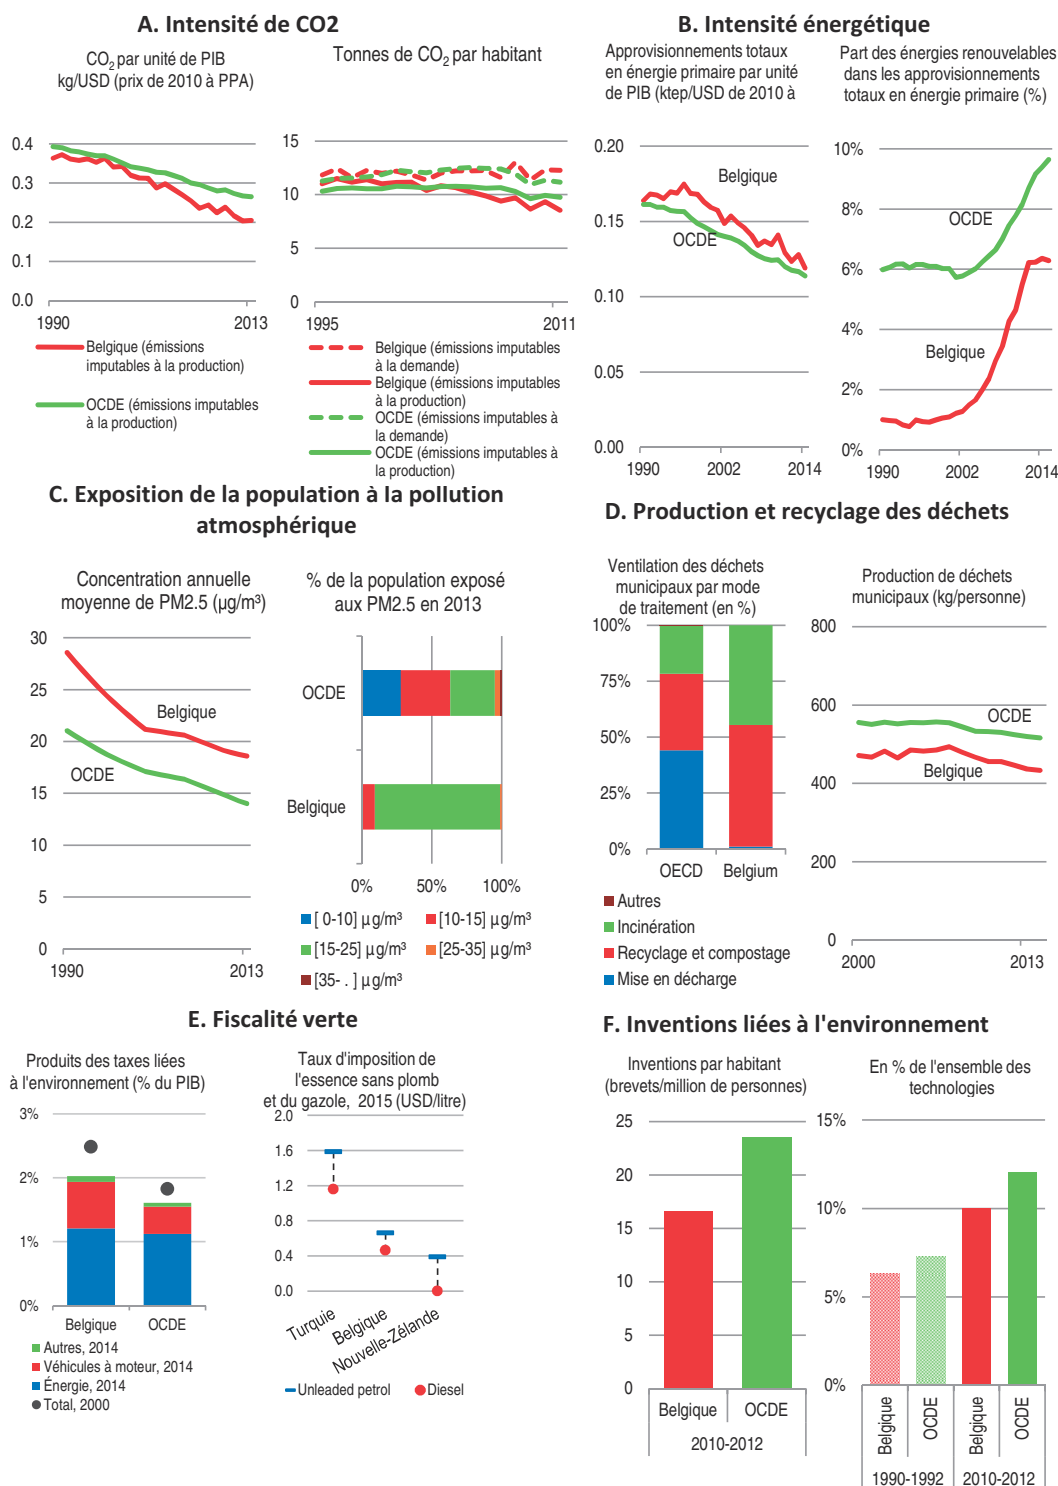 A. Intensité de CO2
CO2 par unité de PIB
kg/USD (prix de 2010 à PPA)
0.4
0.3
0.2
0.1
0.0
1990
2013
Belgique (émissions
imputables à la production)
OCDE (émissions imputables
à la production)
Tonnes de CO2 par habitant
15
10
5
0
1995
2011
Belgique (émissions imputables
à la demande)
Belgique (émissions imputables
à la production)
OCDE (émissions imputables à
la demande)
OCDE (émissions imputables à
la production)
B. Intensité énergétique
Approvisionnements totaux
en énergie primaire par unité
de PIB (ktep/USD de 2010 à
0.20
0.15
0.10
0.05
0.00
Belgique
OCDE
1990
2002
2014
Part des énergies renouvelables
dans les approvisionnements
totaux en énergie primaire (%)
10%
8%
6%
4%
2%
0%
OCDE
Belgique
1990
2002
2014
C. Exposition de la population à la pollution
atmosphérique
Concentration annuelle
moyenne de PM2.5 (µg/m³)
30
25
20
15
10
5
0
Belgique
OCDE
1990
2013
% de la population exposé
aux PM2.5 en 2013
OCDE
Belgique
0%
50%
100%
[ 0-10] µg/m³
[10-15] µg/m³
[15-25] µg/m³
[25-35] µg/m³
[35- . ] µg/m³
D. Production et recyclage des déchets
Ventilation des déchets
municipaux par mode
de traitement (en %)
100%
75%
50%
25%
0%
OECD
Belgium
Autres
Incinération
Recyclage et compostage
Mise en décharge
Production de déchets
municipaux (kg/personne)
800
600
400
200
0
OCDE
Belgique
2000
2013
E. Fiscalité verte
Produits des taxes liées
à l'environnement (% du PIB)
3%
2%
1%
0%
Belgique
OCDE
Autres, 2014
Véhicules à moteur, 2014
Énergie, 2014
Total, 2000
Taux d'imposition de
l'essence sans plomb
et du gazole, 2015 (USD/litre)
2.0
1.6
1.2
0.8
0.4
0.0
Turquie
Belgique
Nouvelle-Zélande
Unleaded petrol
Diesel
F. Inventions liées à l'environnement
Inventions par habitant
(brevets/million de personnes)
25
20
15
10
5
0
Belgique
OCDE
2010-2012
En % de l'ensemble des
technologies
15%
10%
5%
0%
Belgique
OCDE
Belgique
OCDE
1990-1992
2010-2012